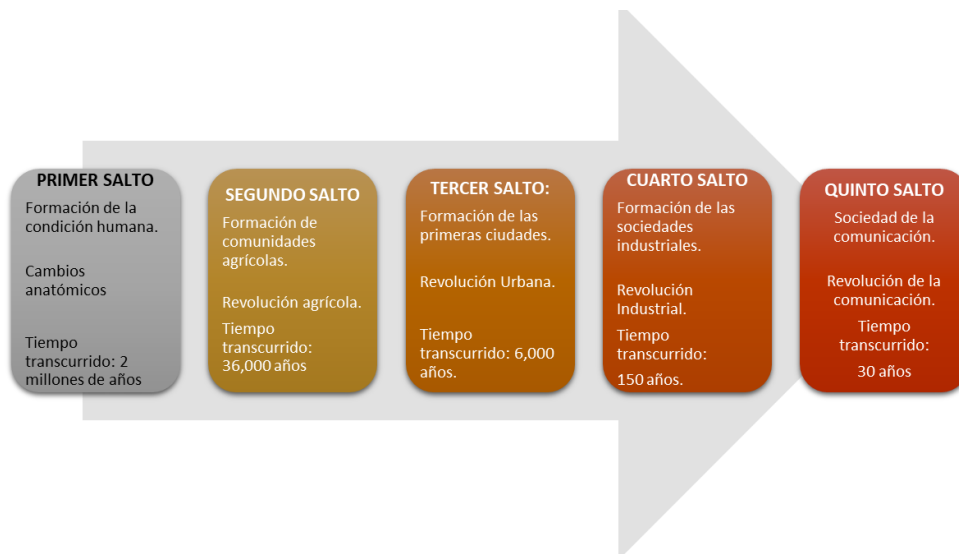 PRIMER SALTO
Formación de la
condición humana.
Cambios
anatómicos
Tiempo
transcurrido: 2
millones de años
SEGUNDO SALTO
Formación de
comunidades
agrícolas.
Revolución agrícola.
Tiempo
transcurrido:
36,000 años
TERCER SALTO:
Formación de las
primeras ciudades.
Revolución Urbana.
Tiempo
transcurrido: 6,000
años.
CUARTO SALTO
Formación de las
sociedades
industriales.
Revolución
Industrial.
Tiempo
transcurrido:
150 años.
QUINTO SALTO
Sociedad de la
comunicación.
Revolución de la
comunicación.
Tiempo
transcurrido:
30 años